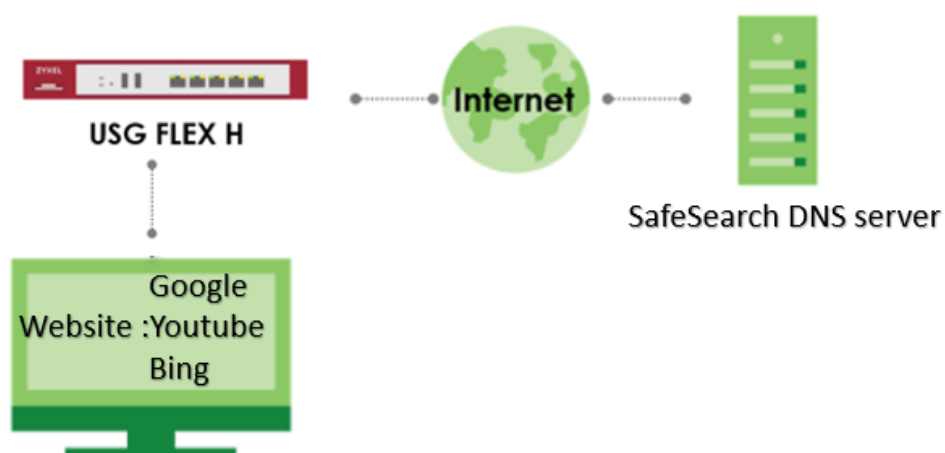 ZYXEL
USG FLEX H
Internet
SafeSearch DNS server
Google
Website :Youtube
Bing